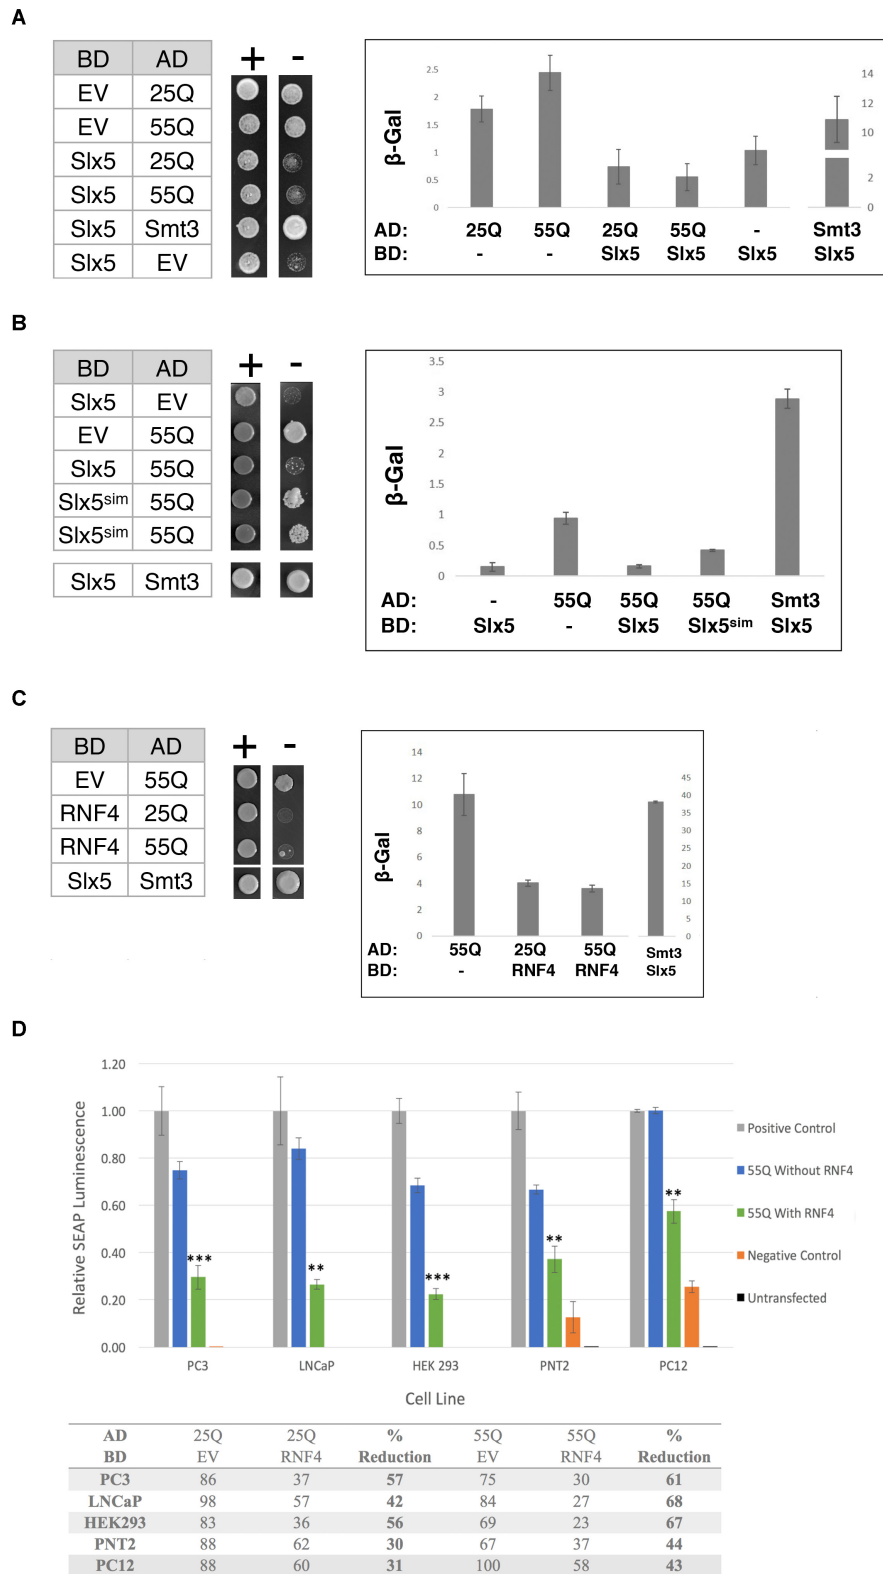 A
BD AD + -
EV 25Q
EV 55Q
Slx5 25Q
Slx5 55Q
Slx5 Smt3
Slx5 EV
β-Gal
2.5
2
1.5
1
0.5
0
14
12
10
2
0
AD: 25Q 55Q 25Q 55Q - Smt3
BD: - - Slx5 Slx5 Slx5 Slx5
B
BD AD + -
Slx5 EV
EV 55Q
Slx5 55Q
Slx5sim 55Q
Slx5sim 55Q
Slx5 Smt3
β-Gal
3.5
3
2.5
2
1.5
1
0.5
0
AD: - 55Q 55Q 55Q Smt3
BD: Slx5 - Slx5 Slx5sim Slx5
C
BD AD + -
EV 55Q
RNF4 25Q
RNF4 55Q
Slx5 Smt3
β-Gal
14
12
10
8
6
4
2
0
45
40
35
30
25
20
15
10
5
0
AD: 55Q 25Q 55Q Smt3
BD: - RNF4 RNF4 Slx5
D
Relative SEAP Luminescence
1.20
1.00
0.80
0.60
0.40
0.20
0.00
*** ** *** ** **
PC3 LNCaP HEK 293 PNT2 PC12
Cell Line
Positive Control
55Q Without RNF4
55Q With RNF4
Negative Control
Untransfected
AD 25Q 25Q % 55Q 55Q %
BD EV RNF4 Reduction EV RNF4 Reduction
PC3 86 37 57 75 30 61
LNCaP 98 57 42 84 27 68
HEK293 83 36 56 69 23 67
PNT2 88 62 30 67 37 44
PC12 88 60 31 100 58 43